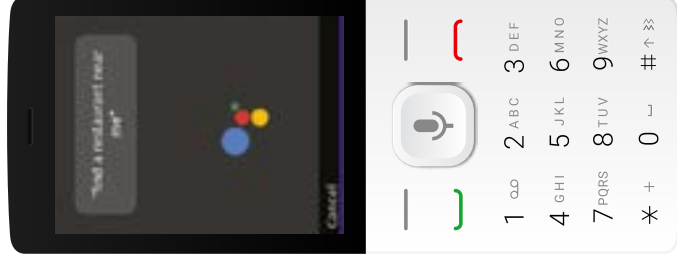 "find a restaurant near
me"
Cancel
1
2 ABC
3 DEF
4 GHI
5 JKL
6 MNO
7 PQRS
8 TUV
9 WXYZ
* +
0
#